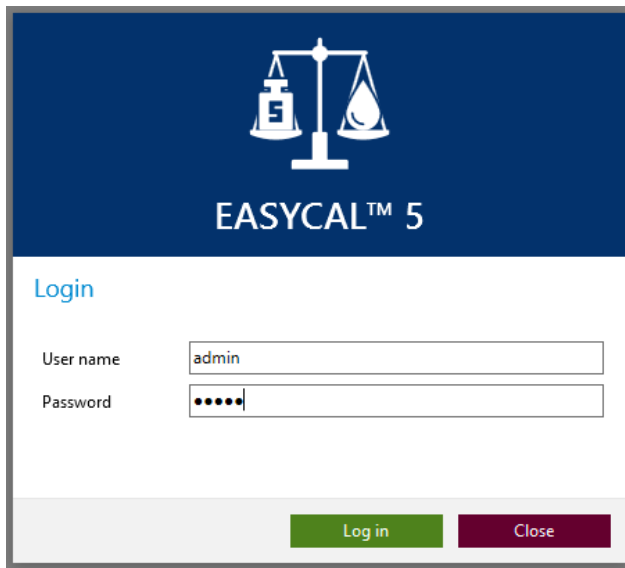 5
EASYCAL™ 5
Login
User name admin
Password •••••
Log in Close